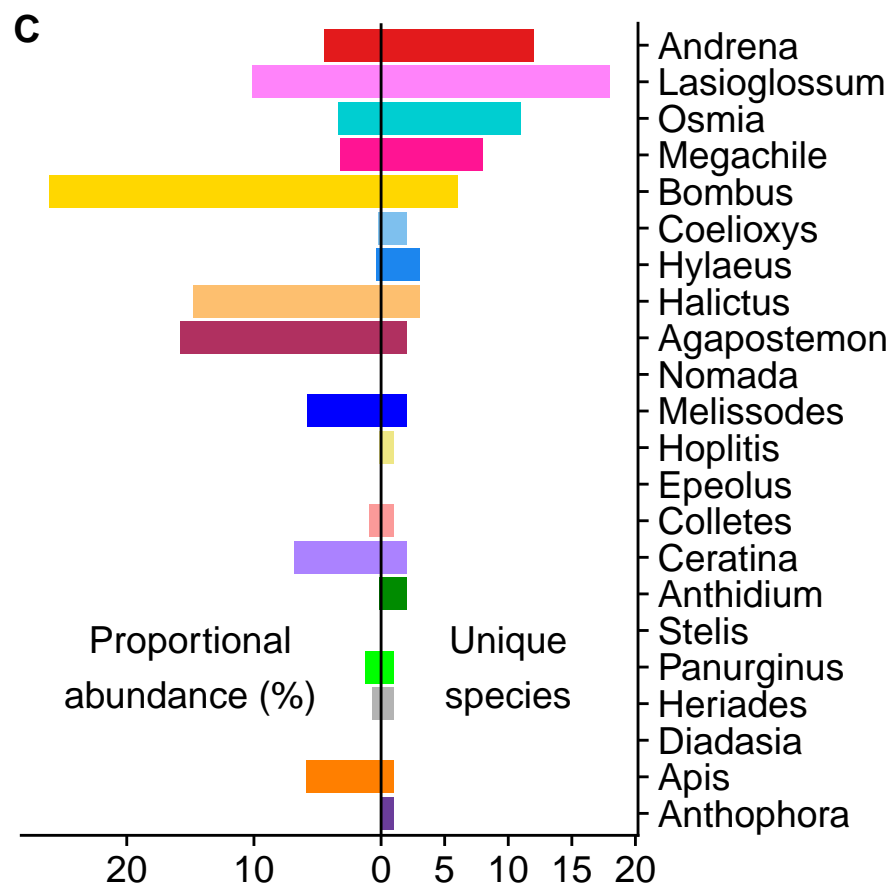 C
Andrena
Lasioglossum
Osmia
Megachile
Bombus
Coelioxys
Hylaeus
Halictus
Agapostemon
Nomada
Melissodes
Hoplitis
Epeolus
Colletes
Ceratina
Anthidium
Stelis
Panurginus
Heriades
Diadasia
Apis
Anthophora
Proportional
abundance (%)
Unique
species
20 10 0 5 10 15 20